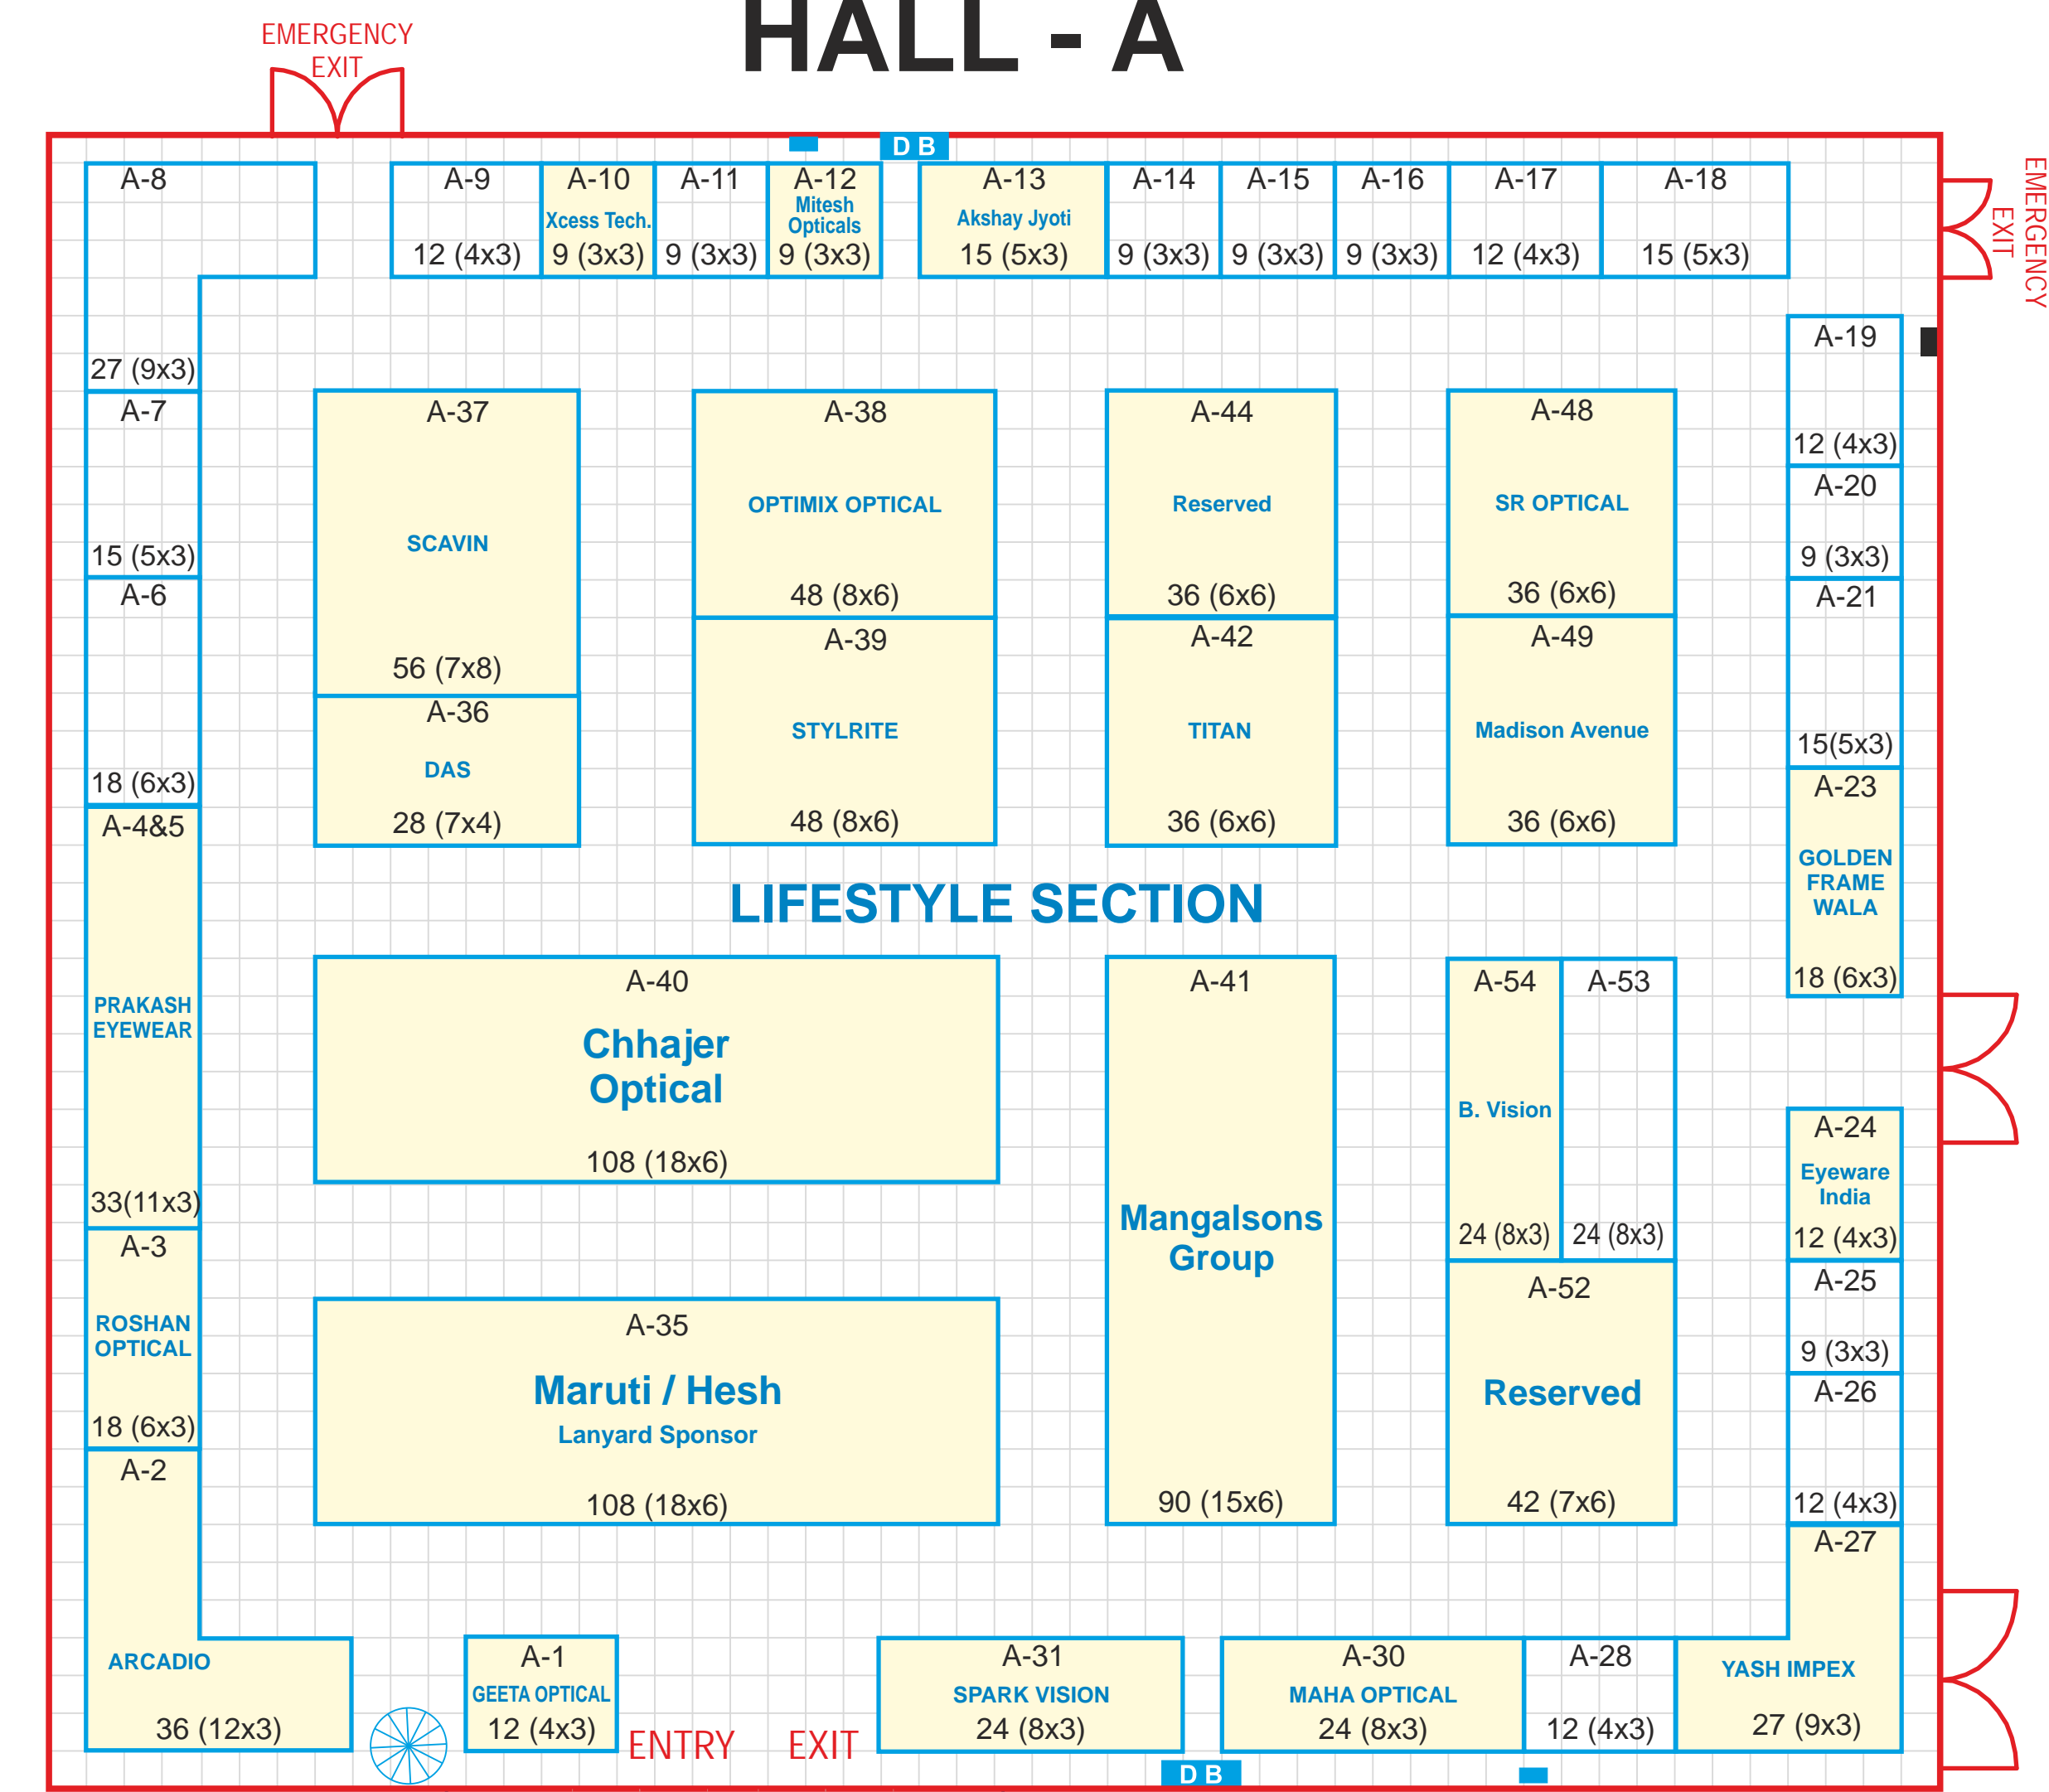 HALL - A
EMERGENCY
EXIT
D B
EMERGENCY
EXIT
A-8
27 (9x3)
A-9
12 (4x3)
A-10
Xcess Tech.
9 (3x3)
A-11
9 (3x3)
A-12
Mitesh
Opticals
9 (3x3)
A-13
Akshay Jyoti
15 (5x3)
A-14
9 (3x3)
A-15
9 (3x3)
A-16
9 (3x3)
A-17
12 (4x3)
A-18
15 (5x3)
A-19
12 (4x3)
A-7
15 (5x3)
A-37
SCAVIN
56 (7x8)
A-38
OPTIMIX OPTICAL
48 (8x6)
A-44
Reserved
36 (6x6)
A-48
SR OPTICAL
36 (6x6)
A-20
9 (3x3)
A-6
18 (6x3)
A-36
DAS
28 (7x4)
A-39
STYLRITE
48 (8x6)
A-42
TITAN
36 (6x6)
A-49
Madison Avenue
36 (6x6)
A-21
15(5x3)
A-23
GOLDEN
FRAME
WALA
18 (6x3)
LIFESTYLE SECTION
A-4&5
PRAKASH
EYEWEAR
33(11x3)
A-40
Chhajer
Optical
108 (18x6)
A-41
Mangalsons
Group
90 (15x6)
A-54
B. Vision
24 (8x3)
A-53
24 (8x3)
A-24
Eyeware
India
12 (4x3)
A-3
ROSHAN
OPTICAL
18 (6x3)
A-35
Maruti / Hesh
Lanyard Sponsor
108 (18x6)
A-52
Reserved
42 (7x6)
A-25
9 (3x3)
A-26
12 (4x3)
A-2
ARCADIO
36 (12x3)
A-1
GEETA OPTICAL
12 (4x3)
ENTRY
EXIT
A-31
SPARK VISION
24 (8x3)
A-30
MAHA OPTICAL
24 (8x3)
A-28
12 (4x3)
A-27
YASH IMPEX
27 (9x3)
D B